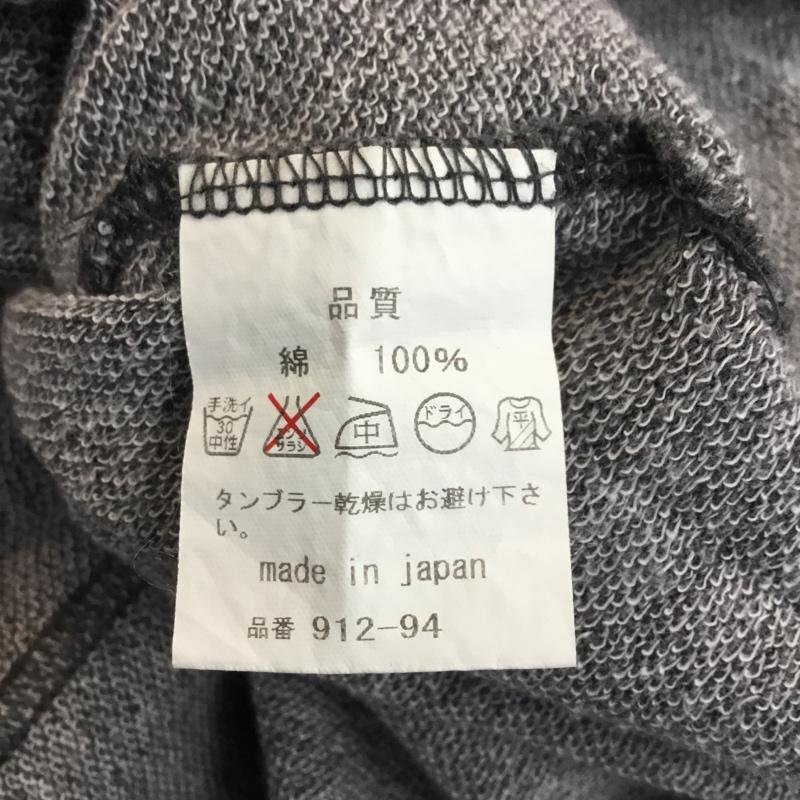 品質
綿 100%
手洗イ
30
中性
エンソ
サラシ
中
ドライ
平
タンブラー乾燥はお避け下さ
い。
made in japan
品番 912-94